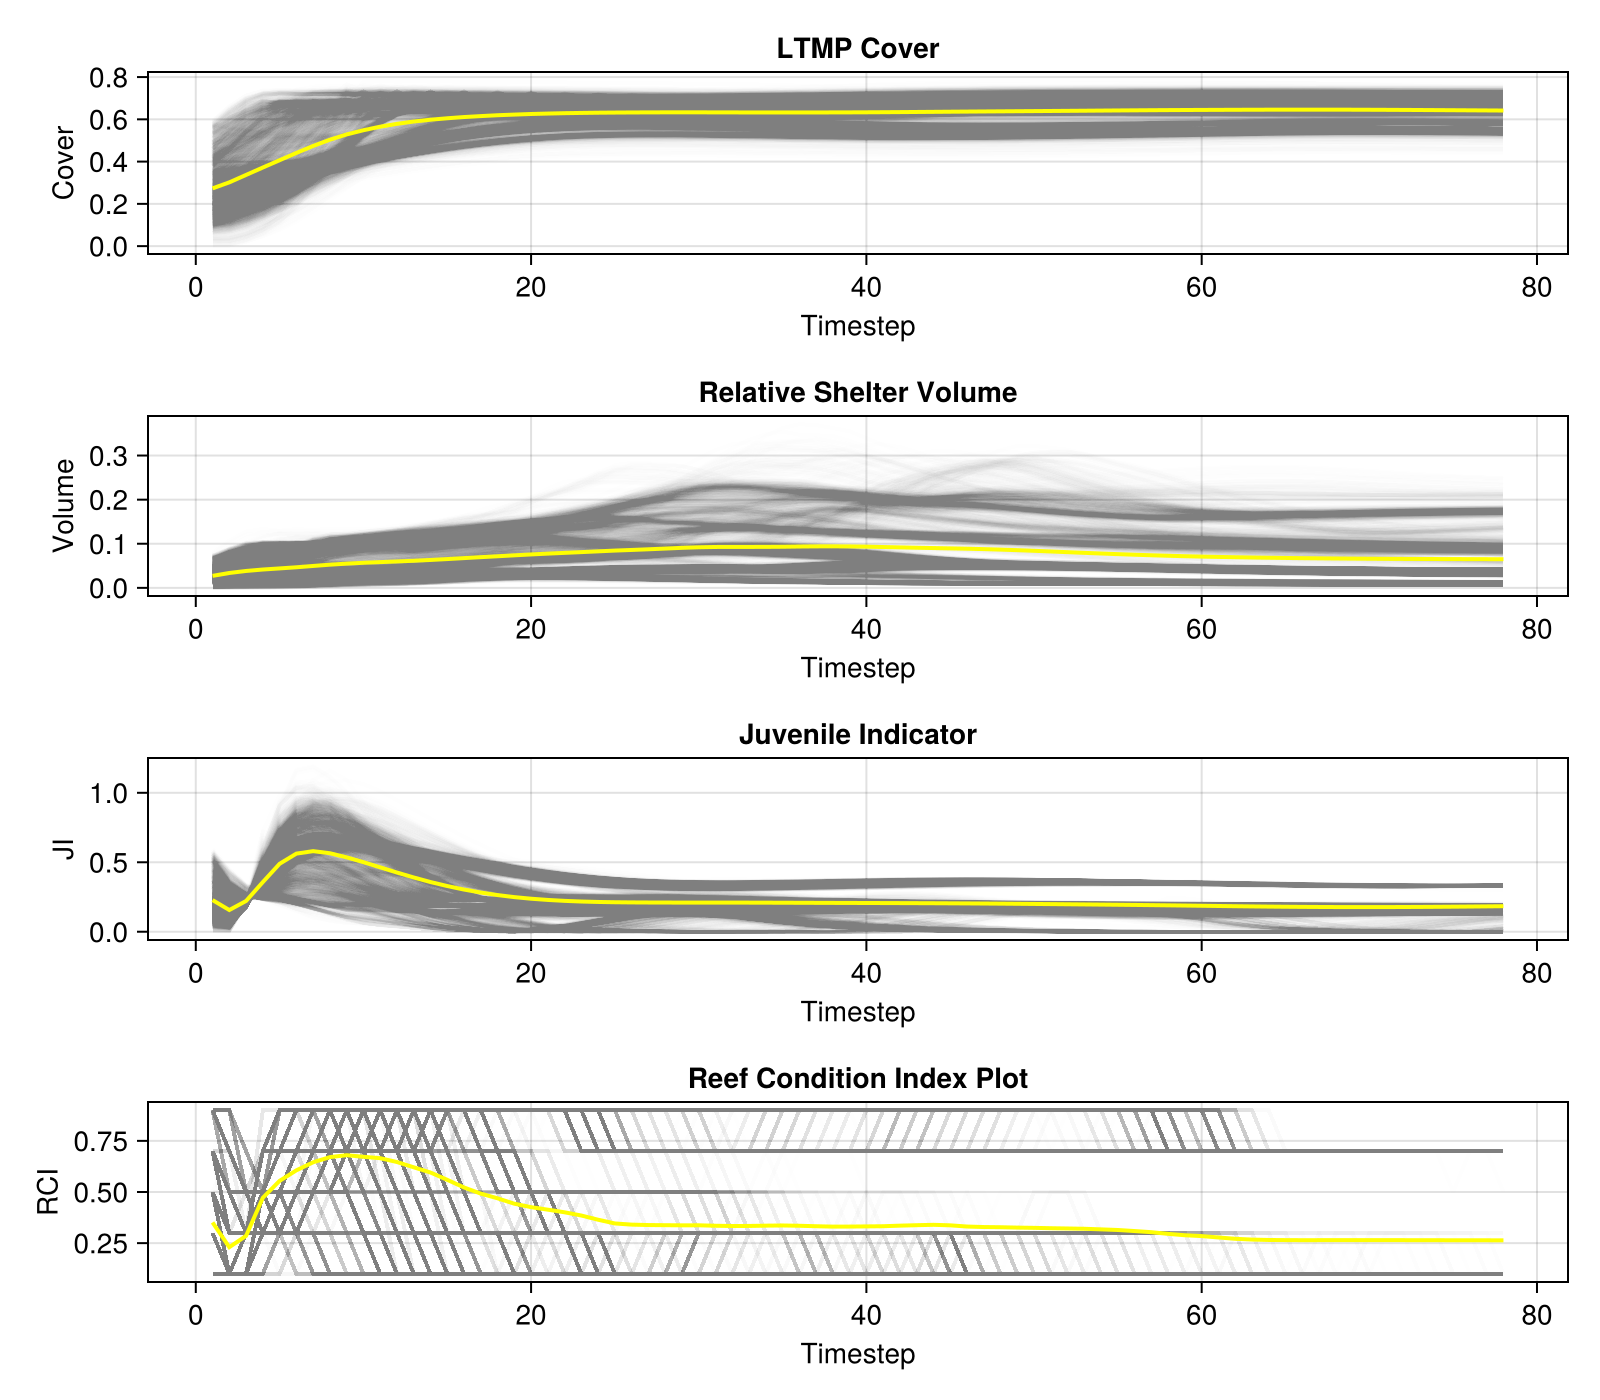 LTMP Cover
0.8
0.6
0.4
0.2
0.0
Cover
0 20 40 60 80
Timestep
Relative Shelter Volume
0.3
0.2
0.1
0.0
Volume
0 20 40 60 80
Timestep
Juvenile Indicator
1.0
0.5
0.0
JI
0 20 40 60 80
Timestep
Reef Condition Index Plot
0.75
0.50
0.25
RCI
0 20 40 60 80
Timestep